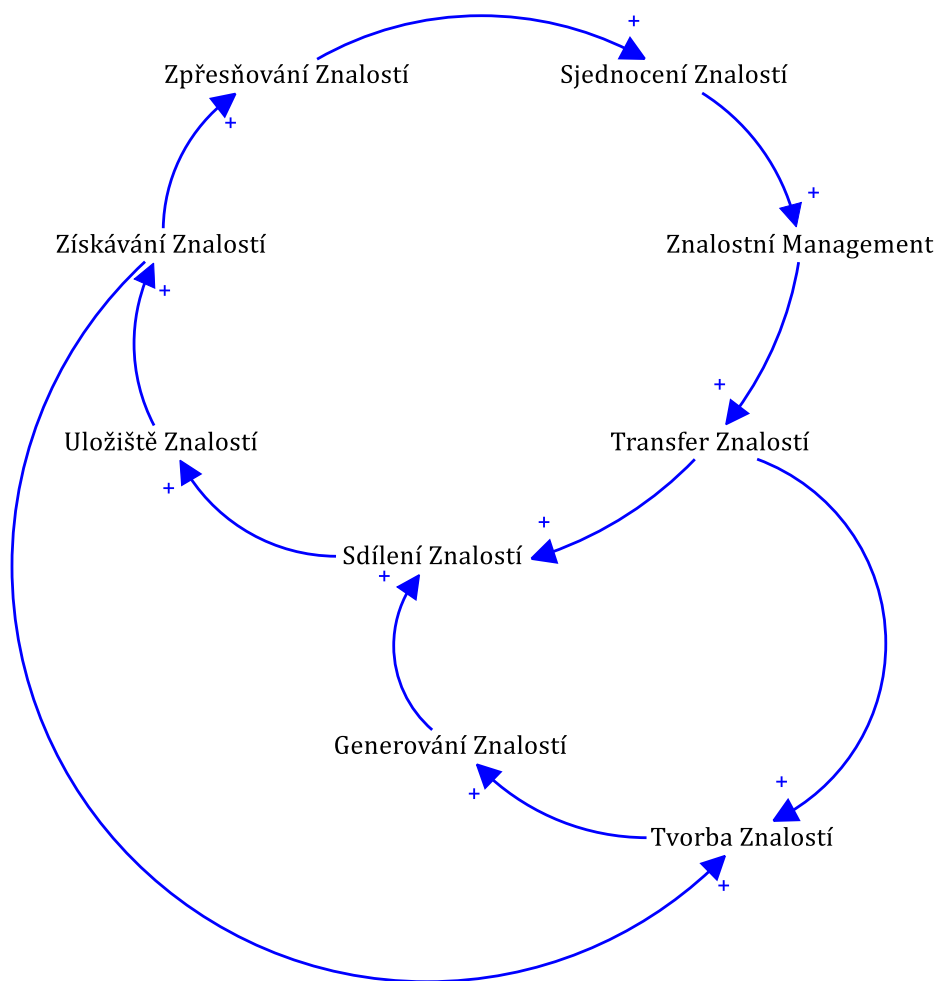 +
Zpřesňování Znalostí
Sjednocení Znalostí
+
+
Získávání Znalostí
Znalostní Management
+
+
Uložiště Znalostí
Transfer Znalostí
+
+
Sdílení Znalostí
+
Generování Znalostí
+
+
Tvorba Znalostí
+